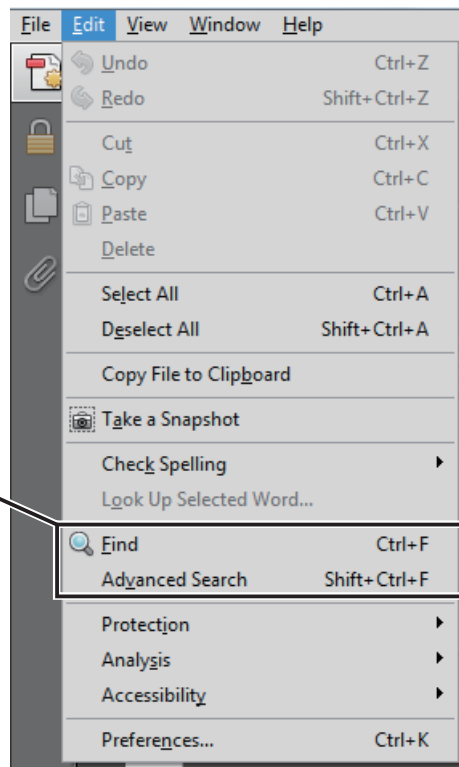 File Edit View Window Help
Undo Ctrl+Z
Redo Shift+Ctrl+Z
Cut Ctrl+X
Copy Ctrl+C
Paste Ctrl+V
Delete
Select All Ctrl+A
Deselect All Shift+Ctrl+A
Copy File to Clipboard
Take a Snapshot
Check Spelling
Look Up Selected Word...
Find Ctrl+F
Advanced Search Shift+Ctrl+F
Protection
Analysis
Accessibility
Preferences... Ctrl+K